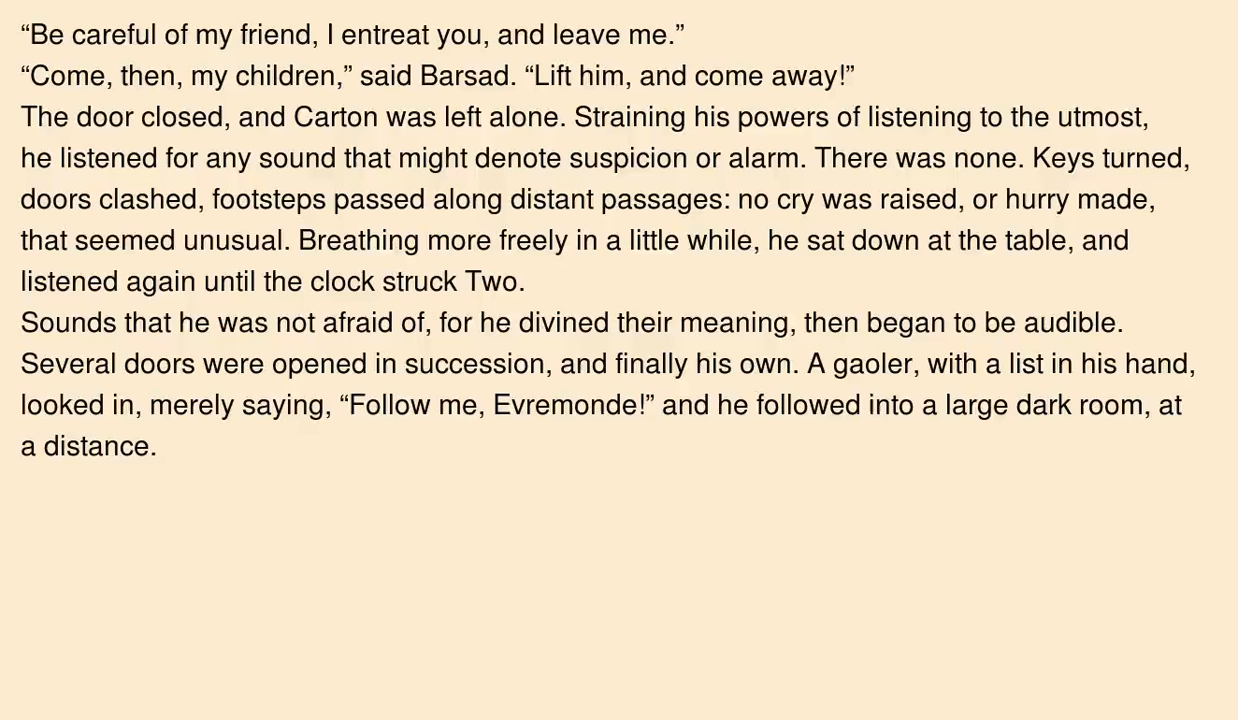 “Be careful of my friend, I entreat you, and leave me.”
“Come, then, my children,” said Barsad. “Lift him, and come away!”
The door closed, and Carton was left alone. Straining his powers of listening to the utmost,
he listened for any sound that might denote suspicion or alarm. There was none. Keys turned,
doors clashed, footsteps passed along distant passages: no cry was raised, or hurry made,
that seemed unusual. Breathing more freely in a little while, he sat down at the table, and
listened again until the clock struck Two.
Sounds that he was not afraid of, for he divined their meaning, then began to be audible.
Several doors were opened in succession, and finally his own. A gaoler, with a list in his hand,
looked in, merely saying, “Follow me, Evremonde!” and he followed into a large dark room, at
a distance.